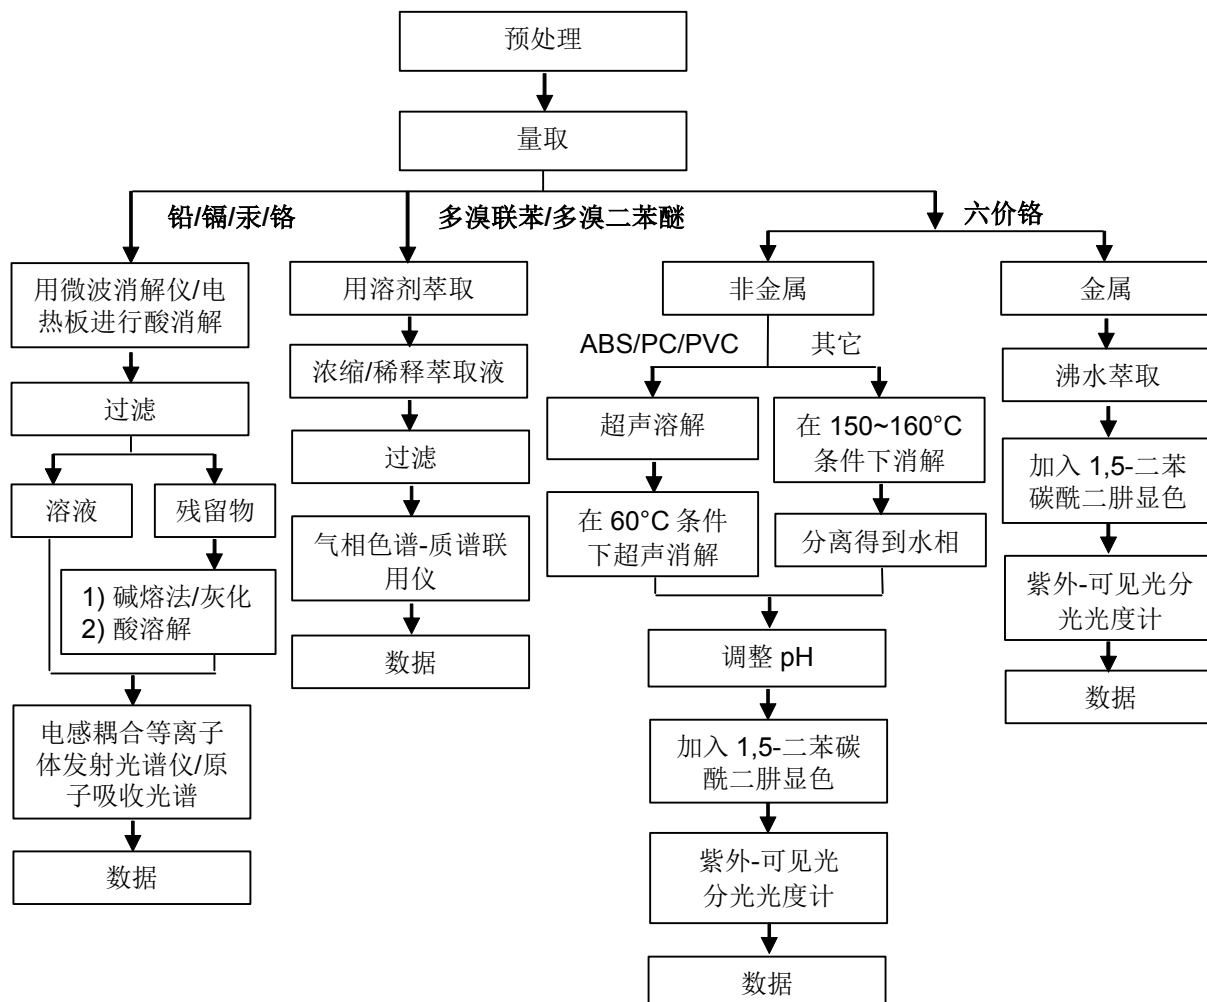 预处理
量取
铅/镉/汞/铬
多溴联苯/多溴二苯醚
六价铬
用微波消解仪/电
热板进行酸消解
过滤
溶液
残留物
1) 碱熔法/灰化
2) 酸溶解
电感耦合等离子
体发射光谱仪/原
子吸收光谱
数据
用溶剂萃取
浓缩/稀释萃取液
过滤
气相色谱-质谱联
用仪
数据
非金属
ABS/PC/PVC
其它
超声溶解
在 60°C 条件
下超声消解
在 150~160°C
条件下消解
分离得到水相
调整 pH
加入 1,5-二苯碳
酰二肼显色
紫外-可见光
分光光度计
数据
金属
沸水萃取
加入 1,5-二苯
碳酰二肼显色
紫外-可见光分
光光度计
数据